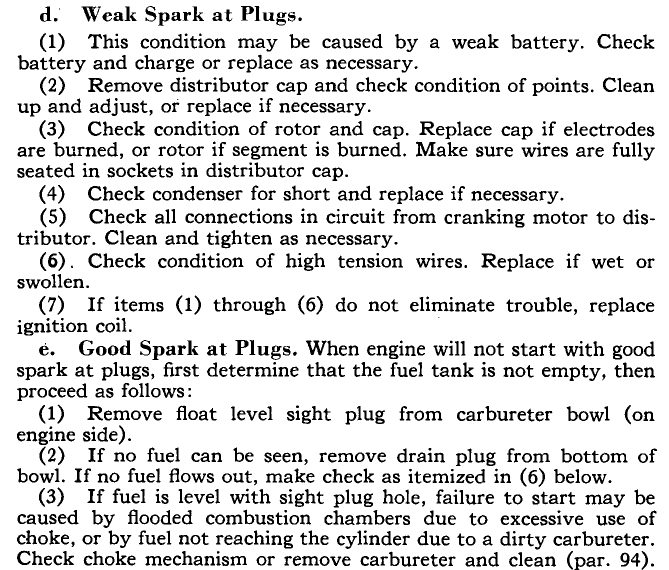 d. Weak Spark at Plugs.
(1) This condition may be caused by a weak battery. Check
battery and charge or replace as necessary.
(2) Remove distributor cap and check condition of points. Clean
up and adjust, or replace if necessary.
(3) Check condition of rotor and cap. Replace cap if electrodes
are burned, or rotor if segment is burned. Make sure wires are fully
seated in sockets in distributor cap.
(4) Check condenser for short and replace if necessary.
(5) Check all connections in circuit from cranking motor to dis-
tributor. Clean and tighten as necessary.
(6). Check condition of high tension wires. Replace if wet or
swollen.
(7) If items (1) through (6) do not eliminate trouble, replace
ignition coil.
e. Good Spark at Plugs. When engine will not start with good
spark at plugs, first determine that the fuel tank is not empty, then
proceed as follows:
(1) Remove float level sight plug from carbureter bowl (on
engine side).
(2) If no fuel can be seen, remove drain plug from bottom of
bowl. If no fuel flows out, make check as itemized in (6) below.
(3) If fuel is level with sight plug hole, failure to start may be
caused by flooded combustion chambers due to excessive use of
choke, or by fuel not reaching the cylinder due to a dirty carbureter.
Check choke mechanism or remove carbureter and clean (par. 94).